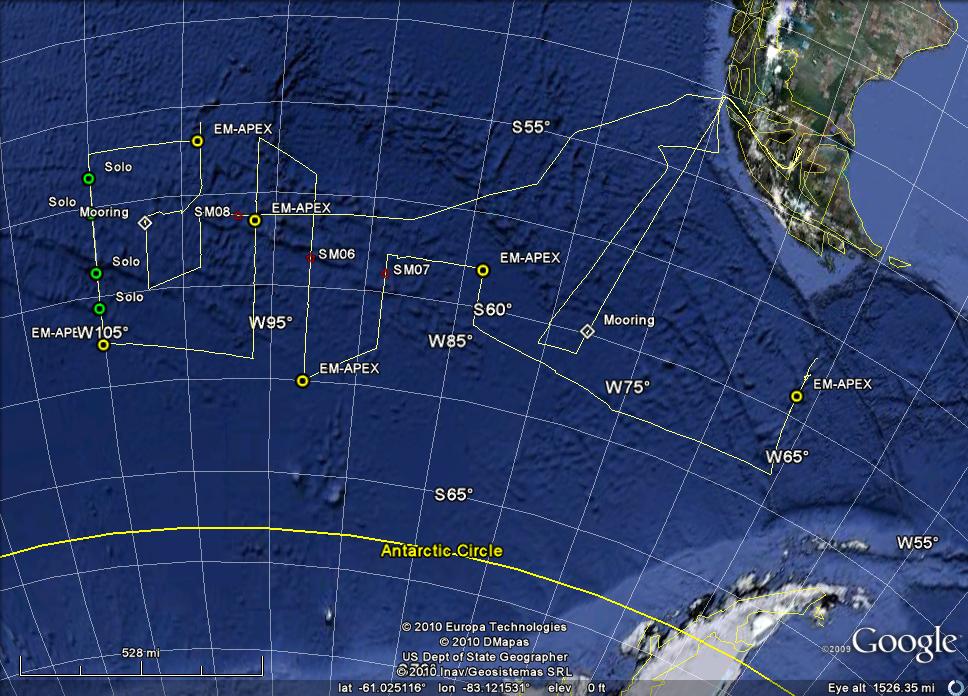 S55°
EM-APEX
Solo
Solo
Mooring
SM08
EM-APEX
SM06
Solo
SM07
EM-APEX
Solo
S60°
W95°
Mooring
EM-APE
W105°
W85°
EM-APEX
W75°
EM-APEX
W65°
S65°
W55°
Antarctic Circle
© 2010 Europa Technologies
© 2010 DMapas
US Dept of State Geographer
© 2010 Inav/Geosistemas SRL
©2009 Google
528 mi
lat -61.025116° lon -83.121531° elev 0 ft
Eye alt 1526.35 mi